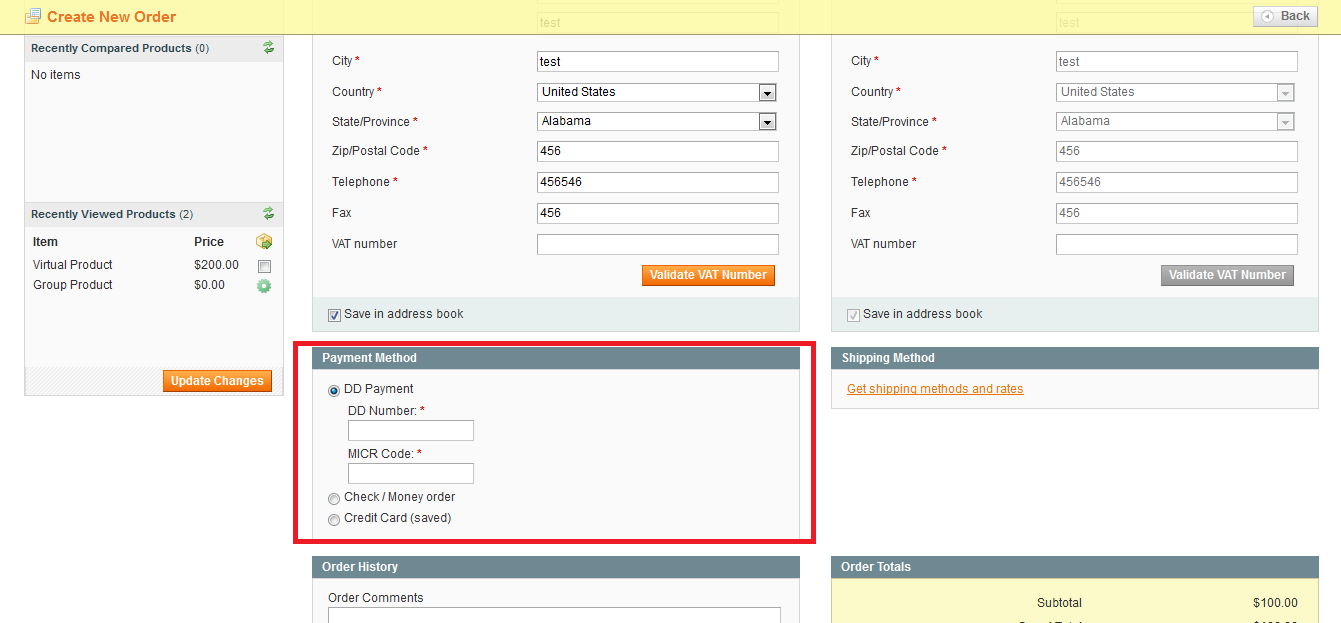 Create New Order
Back
Recently Compared Products (0)
No items
Recently Viewed Products (2)
Item Price
Virtual Product $200.00
Group Product $0.00
Update Changes
test
City * test
Country * United States
State/Province * Alabama
Zip/Postal Code * 456
Telephone * 456546
Fax 456
VAT number
Validate VAT Number
Save in address book
test
City * test
Country * United States
State/Province * Alabama
Zip/Postal Code * 456
Telephone * 456546
Fax 456
VAT number
Validate VAT Number
Save in address book
Payment Method
DD Payment
DD Number: *
MICR Code: *
Check / Money order
Credit Card (saved)
Shipping Method
Get shipping methods and rates
Order History
Order Comments
Order Totals
Subtotal $100.00